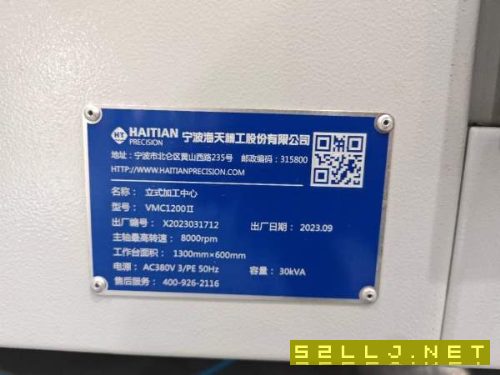 HT HAITIAN PRECISION 宁波海天精工股份有限公司
地址：宁波市北仑区黄山西路235号 邮政编码：315800
HTTP://WWW.HAITIANPRECISION.COM
名称：立式加工中心
型号：VMC1200Ⅱ
出厂编号：X2023031712 出厂日期：2023.09
主轴最高转速：8000rpm
工作台面积：1300mm×600mm
电源：AC380V 3/PE 50Hz 容量：30kVA
售后服务：400-926-2116
52LLJ.NET